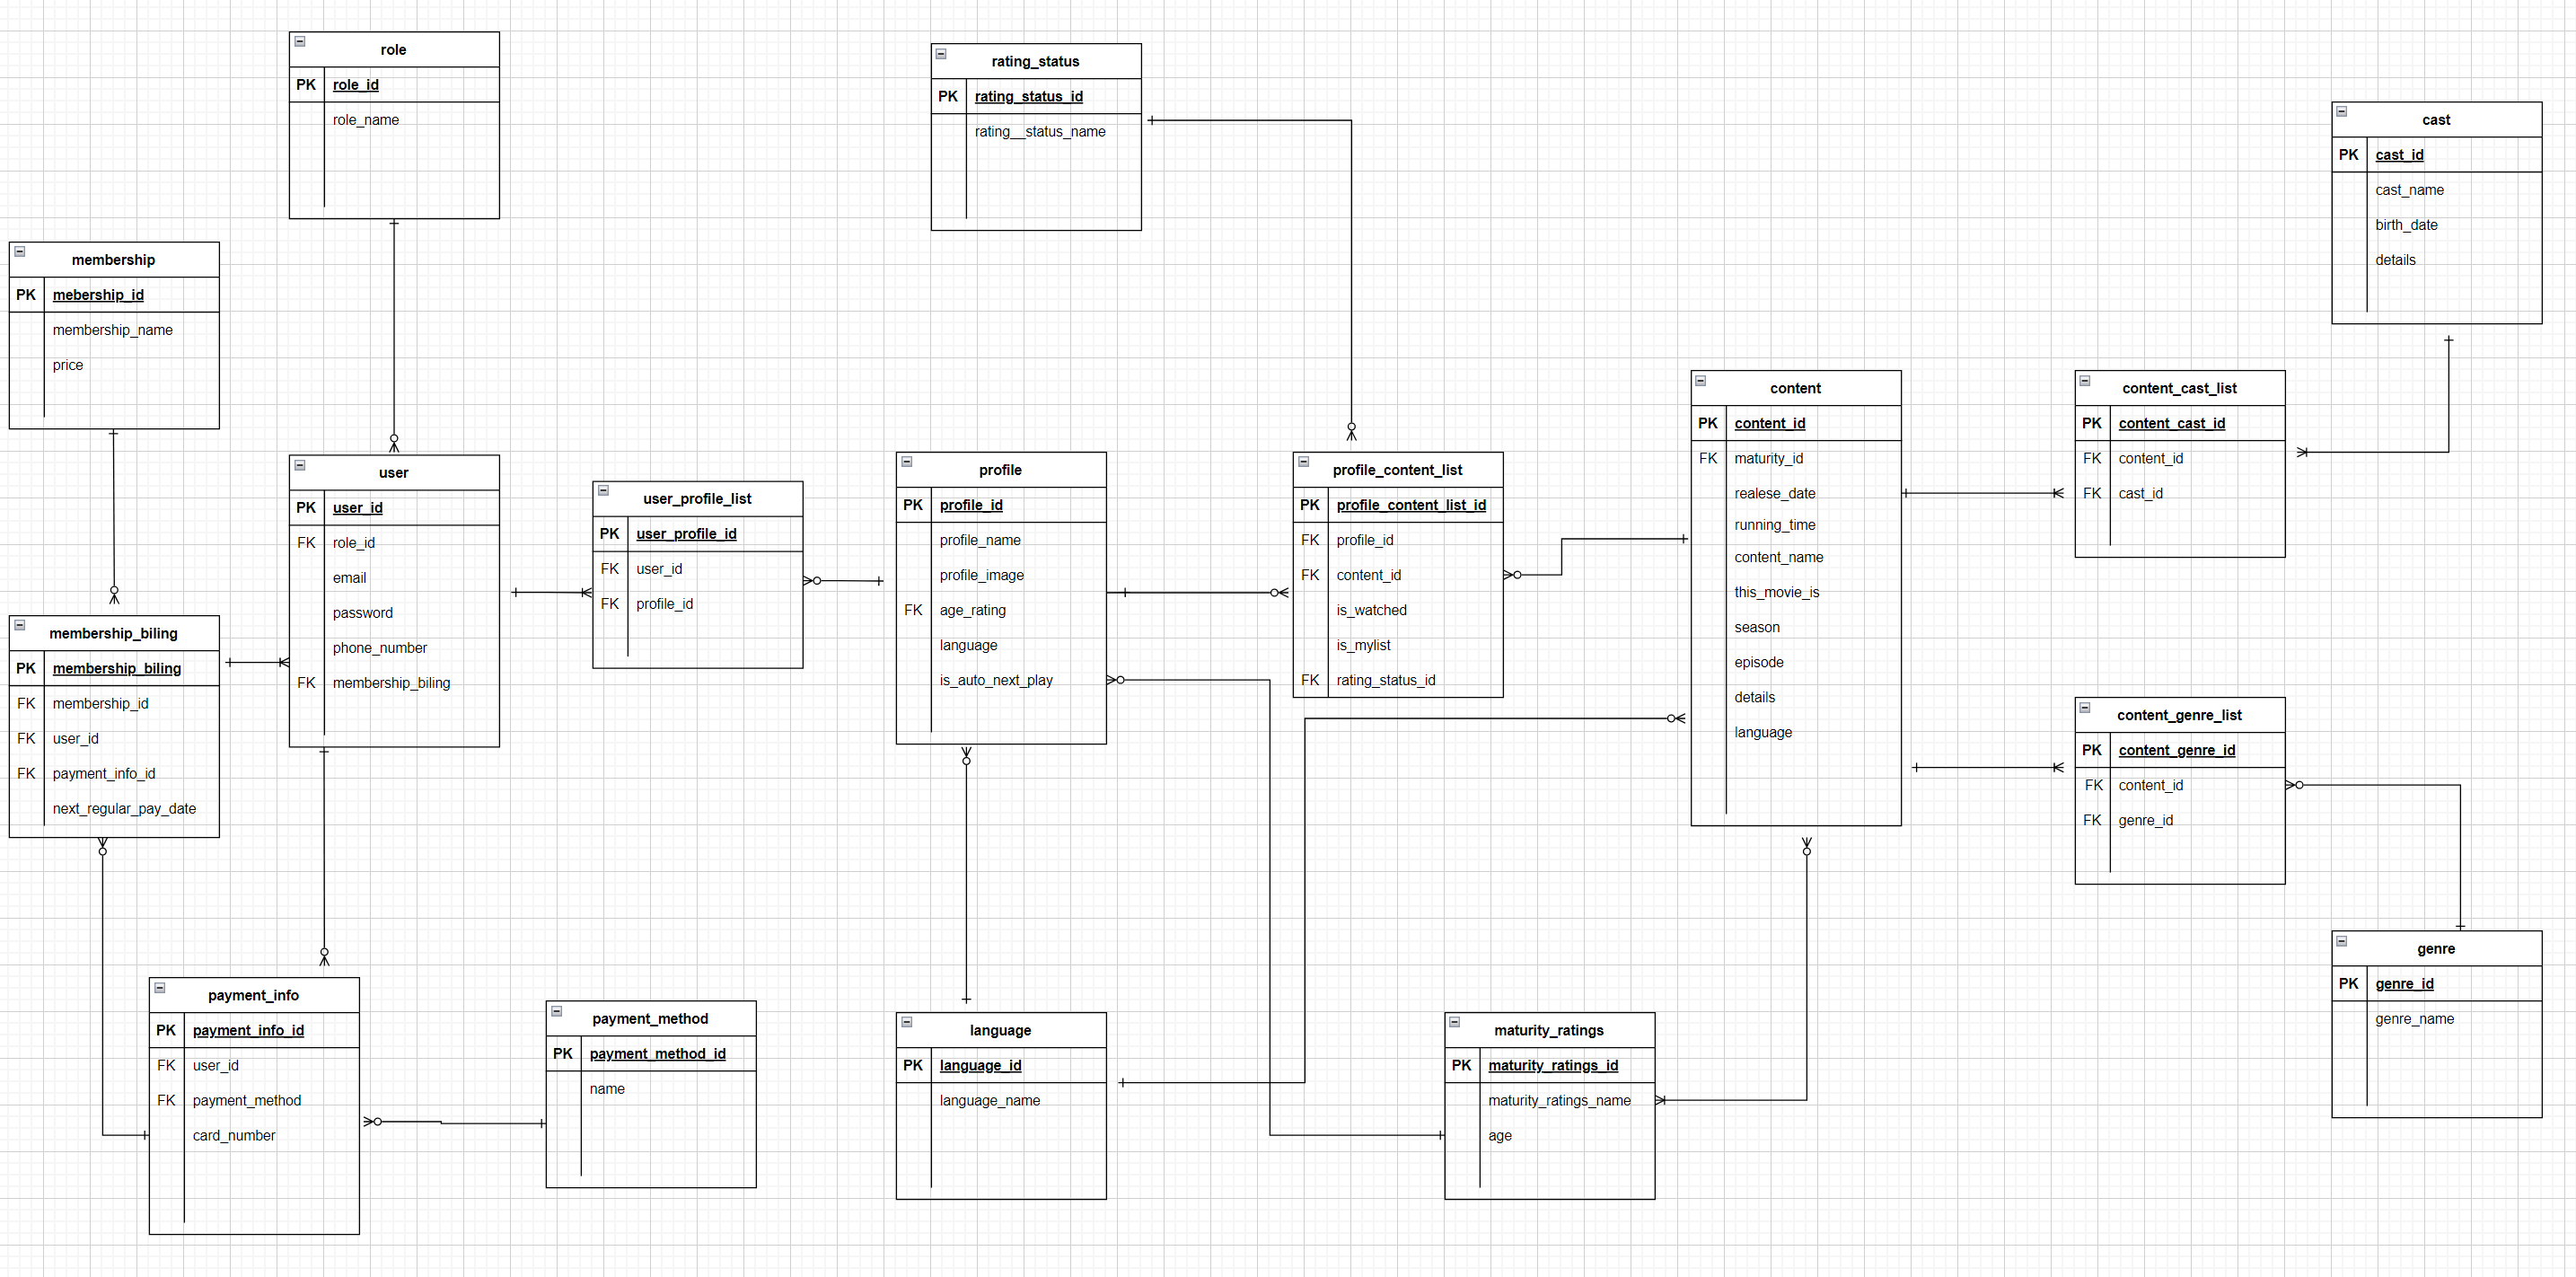 role
PK role_id
role_name
rating_status
PK rating_status_id
rating__status_name
cast
PK cast_id
cast_name
birth_date
details
membership
PK mebership_id
membership_name
price
user
PK user_id
FK role_id
email
password
phone_number
FK membership_biling
user_profile_list
PK user_profile_id
FK user_id
FK profile_id
profile
PK profile_id
profile_name
profile_image
FK age_rating
language
is_auto_next_play
profile_content_list
PK profile_content_list_id
FK profile_id
FK content_id
is_watched
is_mylist
FK rating_status_id
content
PK content_id
FK maturity_id
realese_date
running_time
content_name
this_movie_is
season
episode
details
language
content_cast_list
PK content_cast_id
FK content_id
FK cast_id
membership_biling
PK membership_biling
FK membership_id
FK user_id
FK payment_info_id
next_regular_pay_date
content_genre_list
PK content_genre_id
FK content_id
FK genre_id
payment_info
PK payment_info_id
FK user_id
FK payment_method
card_number
payment_method
PK payment_method_id
name
language
PK language_id
language_name
maturity_ratings
PK maturity_ratings_id
maturity_ratings_name
age
genre
PK genre_id
genre_name